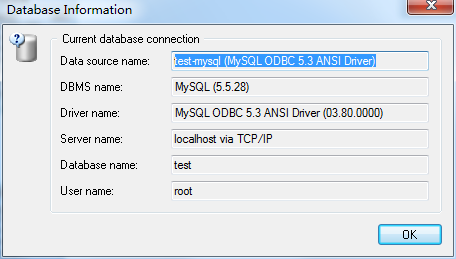 Database Information
Current database connection
Data source name: test-mysql (MySQL ODBC 5.3 ANSI Driver)
DBMS name: MySQL (5.5.28)
Driver name: MySQL ODBC 5.3 ANSI Driver (03.80.0000)
Server name: localhost via TCP/IP
Database name: test
User name: root
OK